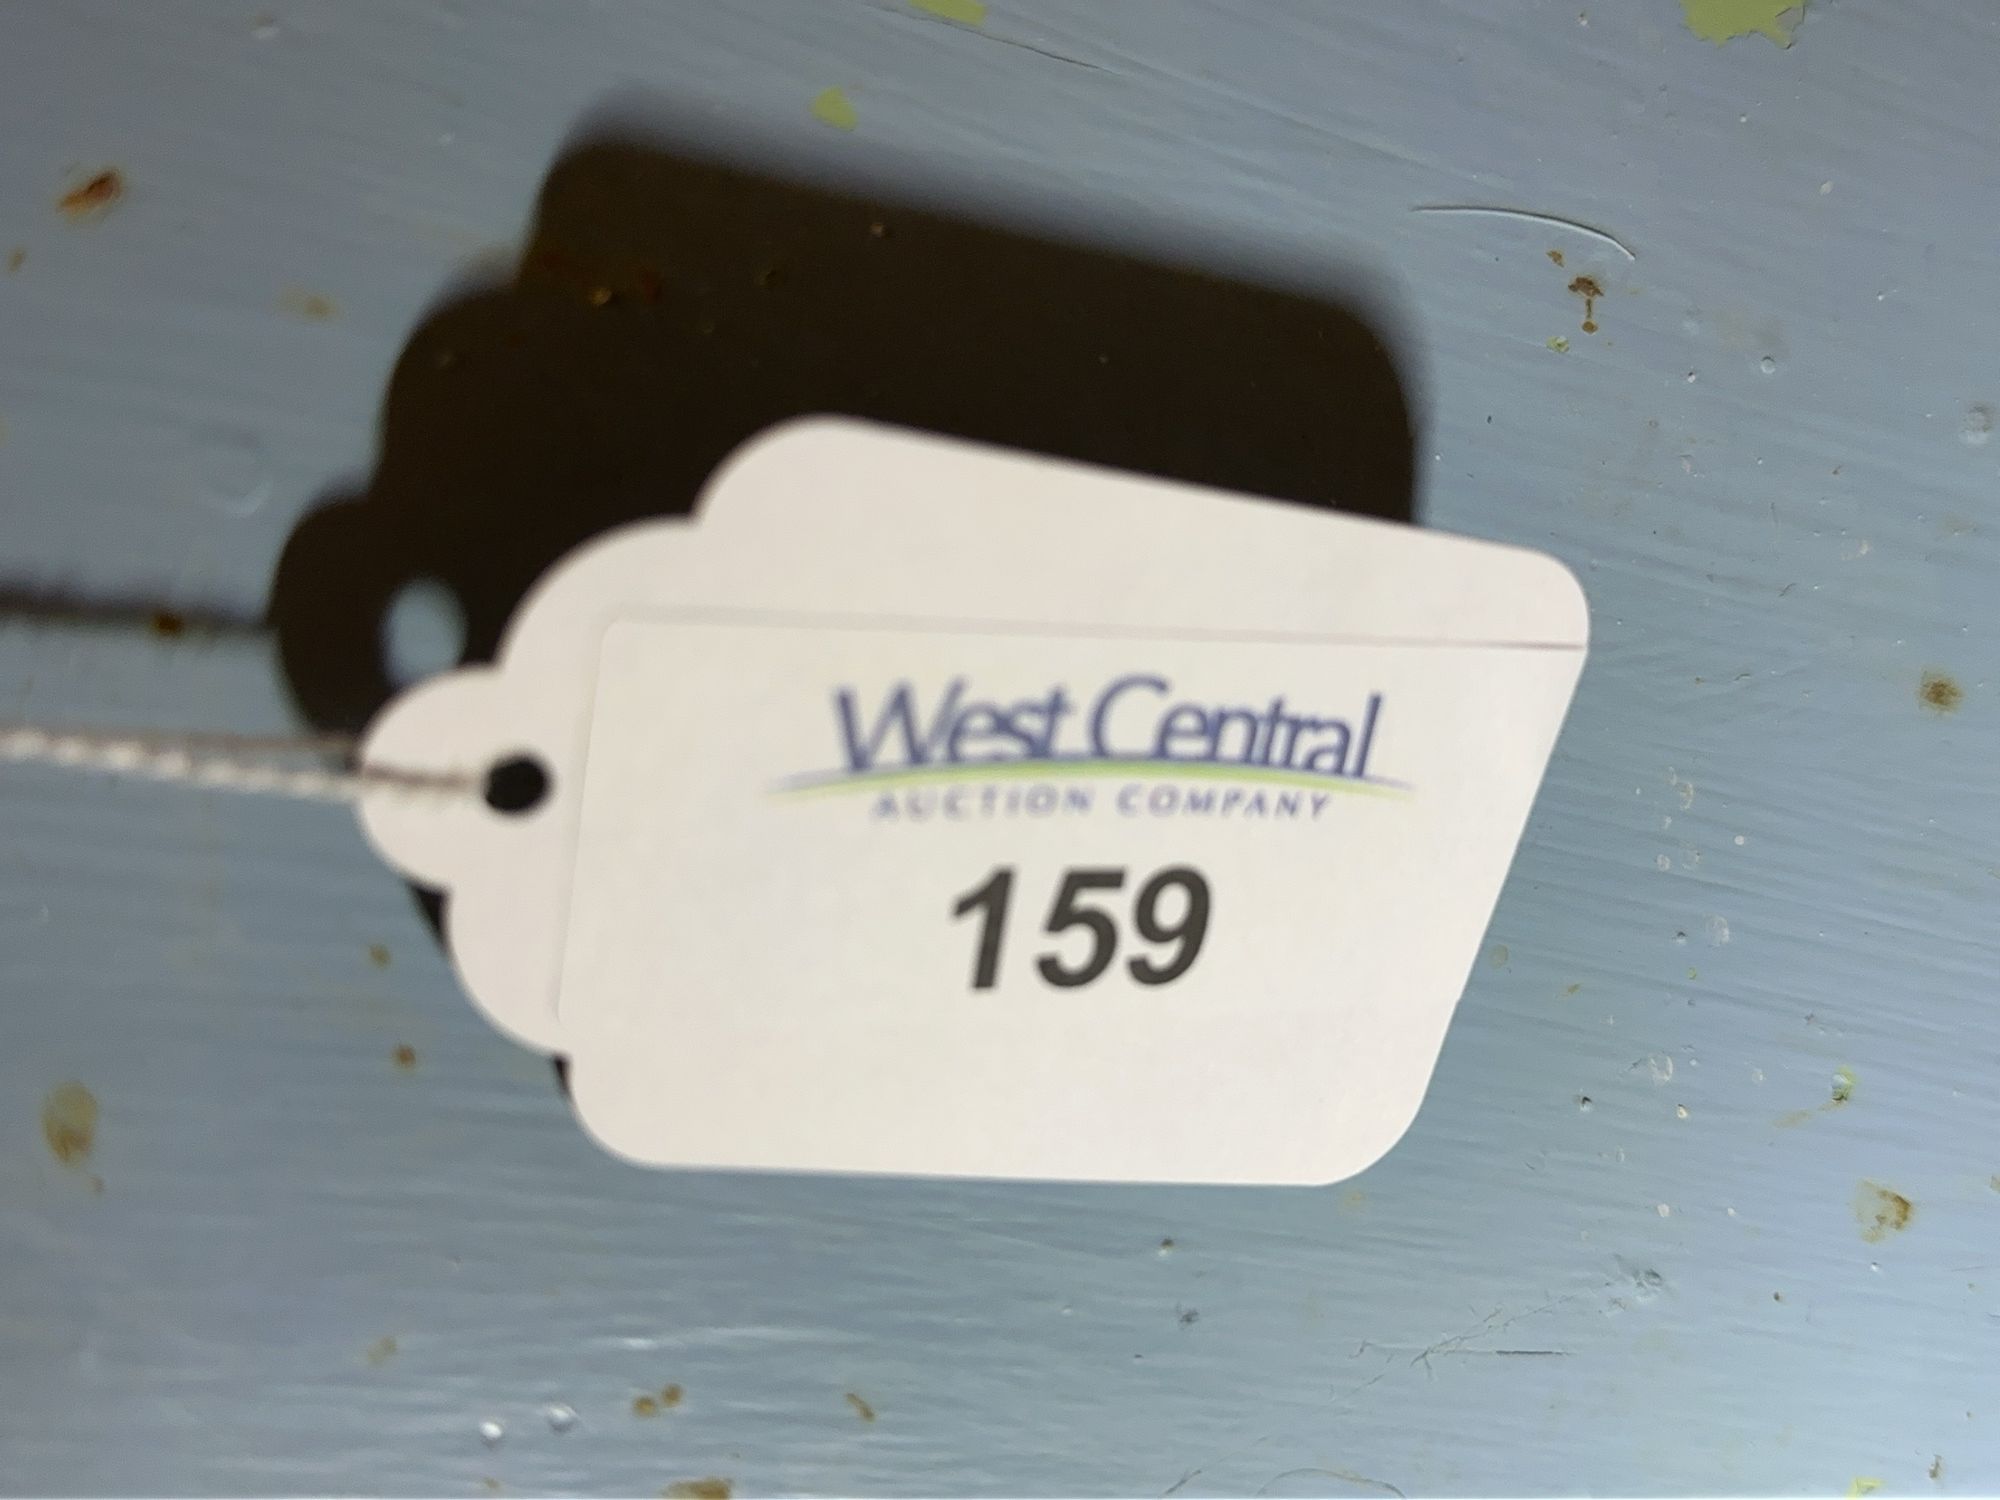 West Central
AUCTION COMPANY
159